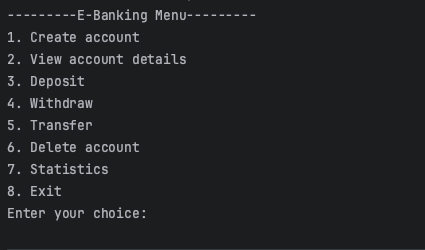 ---------E-Banking Menu---------
1. Create account
2. View account details
3. Deposit
4. Withdraw
5. Transfer
6. Delete account
7. Statistics
8. Exit
Enter your choice: